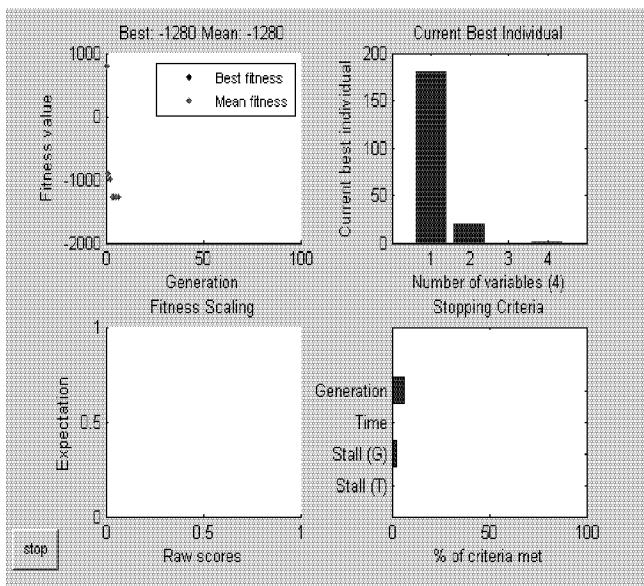 Best: -1280 Mean: -1280
Fitness value
1000
0
-1000
-2000
0
50
100
Generation
Best fitness
Mean fitness
Current Best Individual
Current best individual
200
150
100
50
0
1
2
3
4
Number of variables (4)
Fitness Scaling
Expectation
1
0.5
0
0
0.5
1
Raw scores
Stopping Criteria
Generation
Time
Stall (G)
Stall (T)
0
50
100
% of criteria met
stop